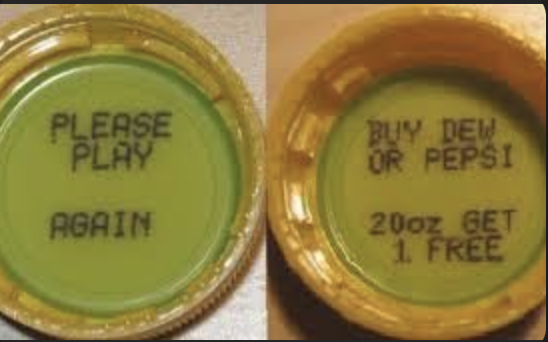 PLEASE
PLAY
AGAIN
BUY DEW
OR PEPSI
20oz GET
1 FREE